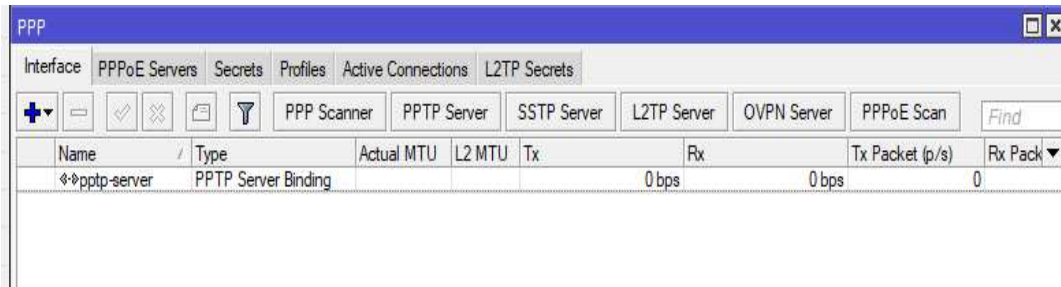 PPP
Interface PPPoE Servers Secrets Profiles Active Connections L2TP Secrets
PPP Scanner PPTP Server SSTP Server L2TP Server OVPN Server PPPoE Scan Find
Name / Type Actual MTU L2 MTU Tx Rx Tx Packet (p/s) Rx Pack
pptp-server PPTP Server Binding 0 bps 0 bps 0